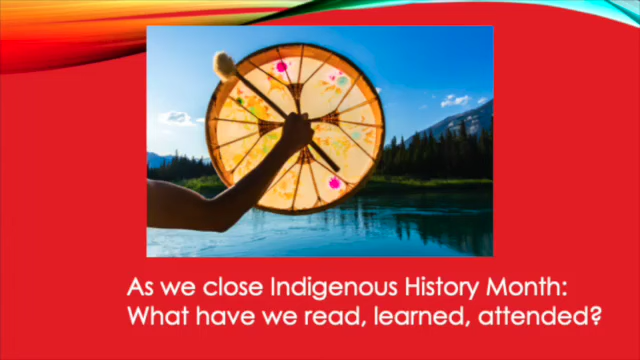 As we close Indigenous History Month:
What have we read, learned, attended?